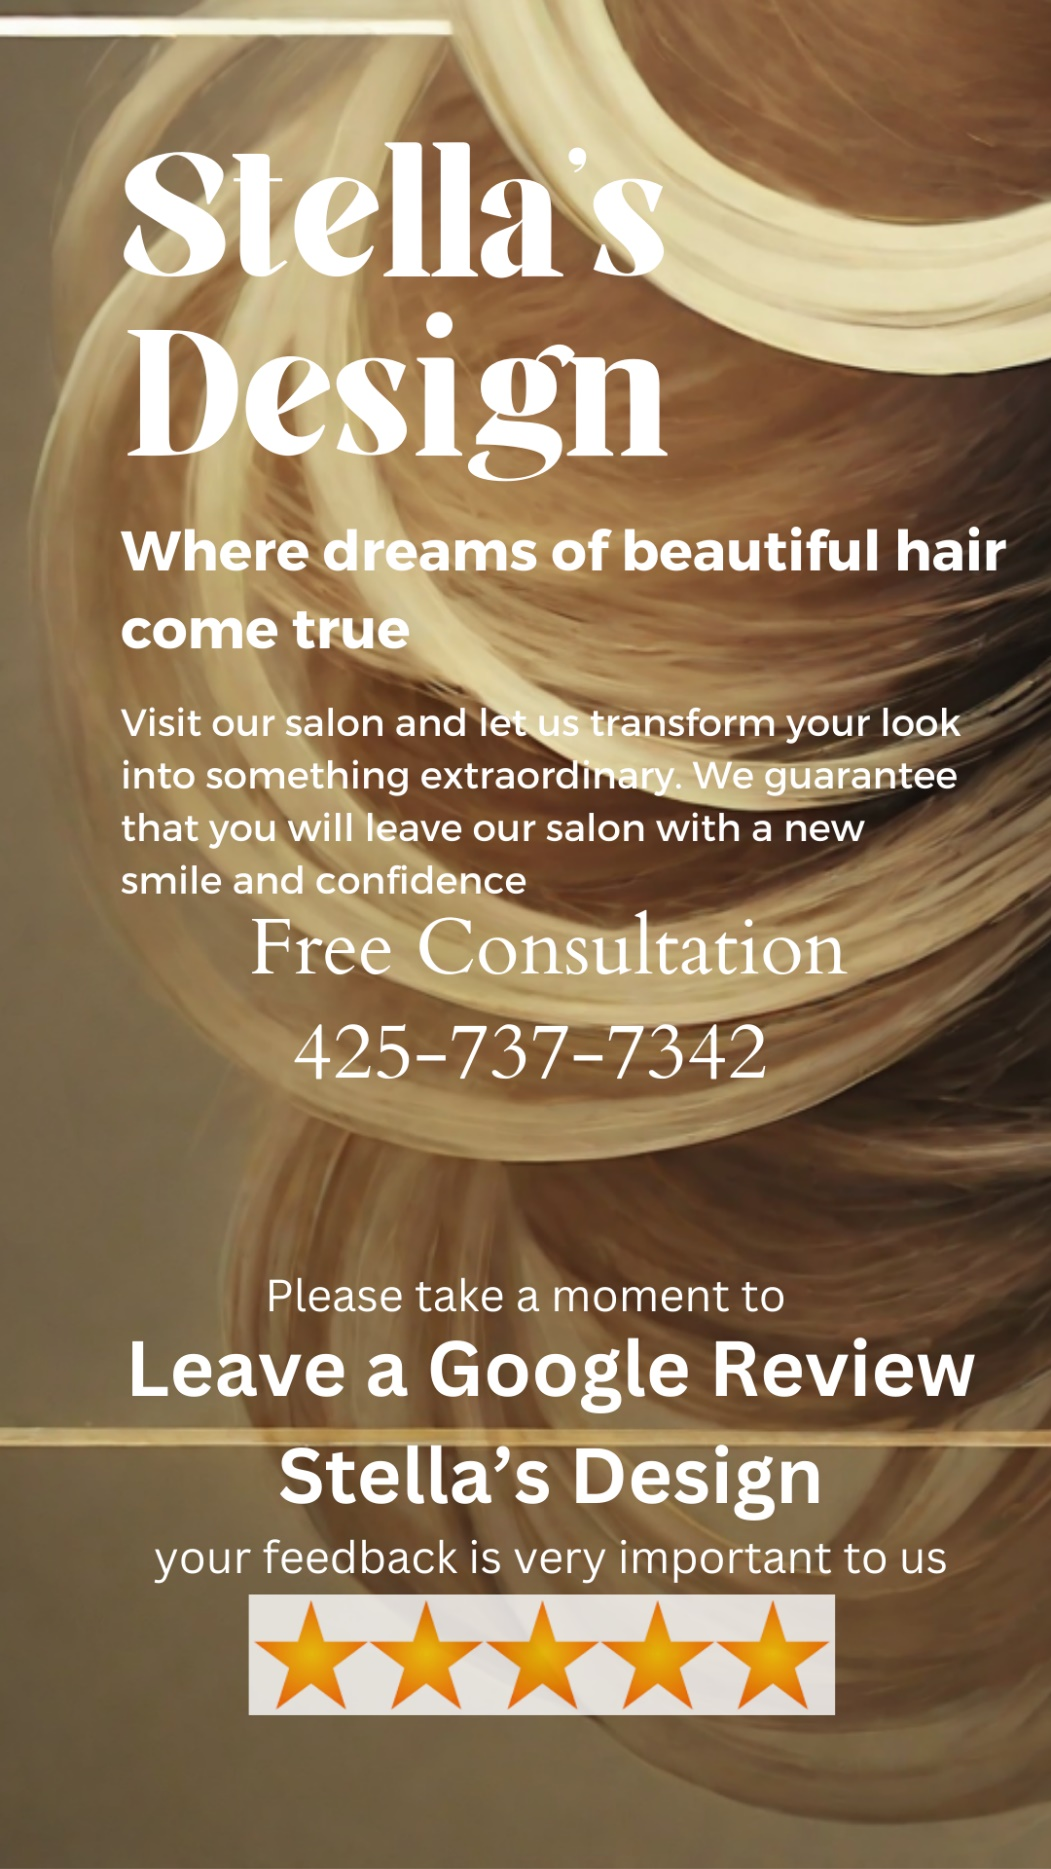 Stella's
Design
Where dreams of beautiful hair
come true
Visit our salon and let us transform your look
into something extraordinary. We guarantee
that you will leave our salon with a new
smile and confidence
Free Consultation
425-737-7342
Please take a moment to
Leave a Google Review
Stella’s Design
your feedback is very important to us